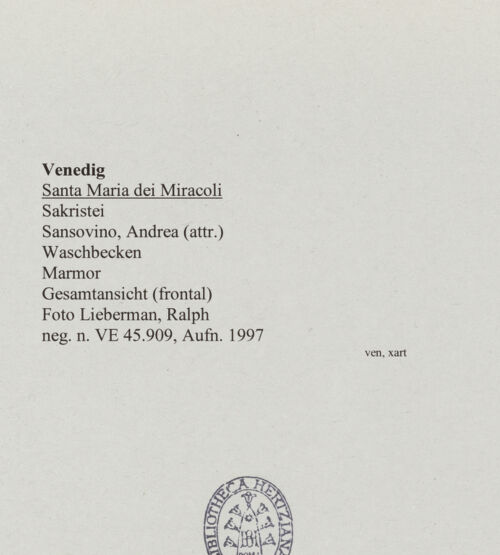 Venedig
Santa Maria dei Miracoli
Sakristei
Sansovino, Andrea (attr.)
Waschbecken
Marmor
Gesamtansicht (frontal)
Foto Lieberman, Ralph
neg. n. VE 45.909, Aufn. 1997
ven, xart
BIBLIOTHECA HERTZIANA